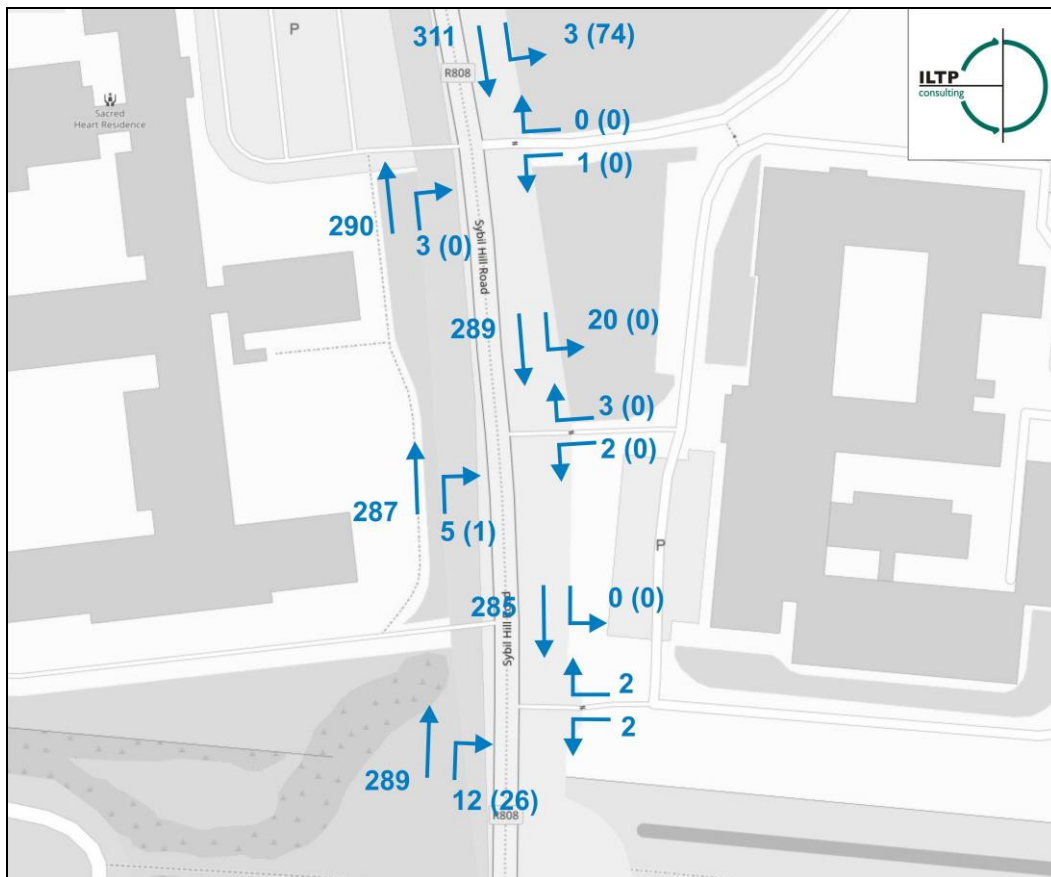 311
3 (74)
P
R808
ILTP
consulting
Sacred
Heart Residence
0 (0)
1 (0)
290
3 (0)
Sybil Hill Road
289
20 (0)
3 (0)
2 (0)
287
5 (1)
P
285
0 (0)
Sybil Hill Road
2
2
289
12 (26)
R808